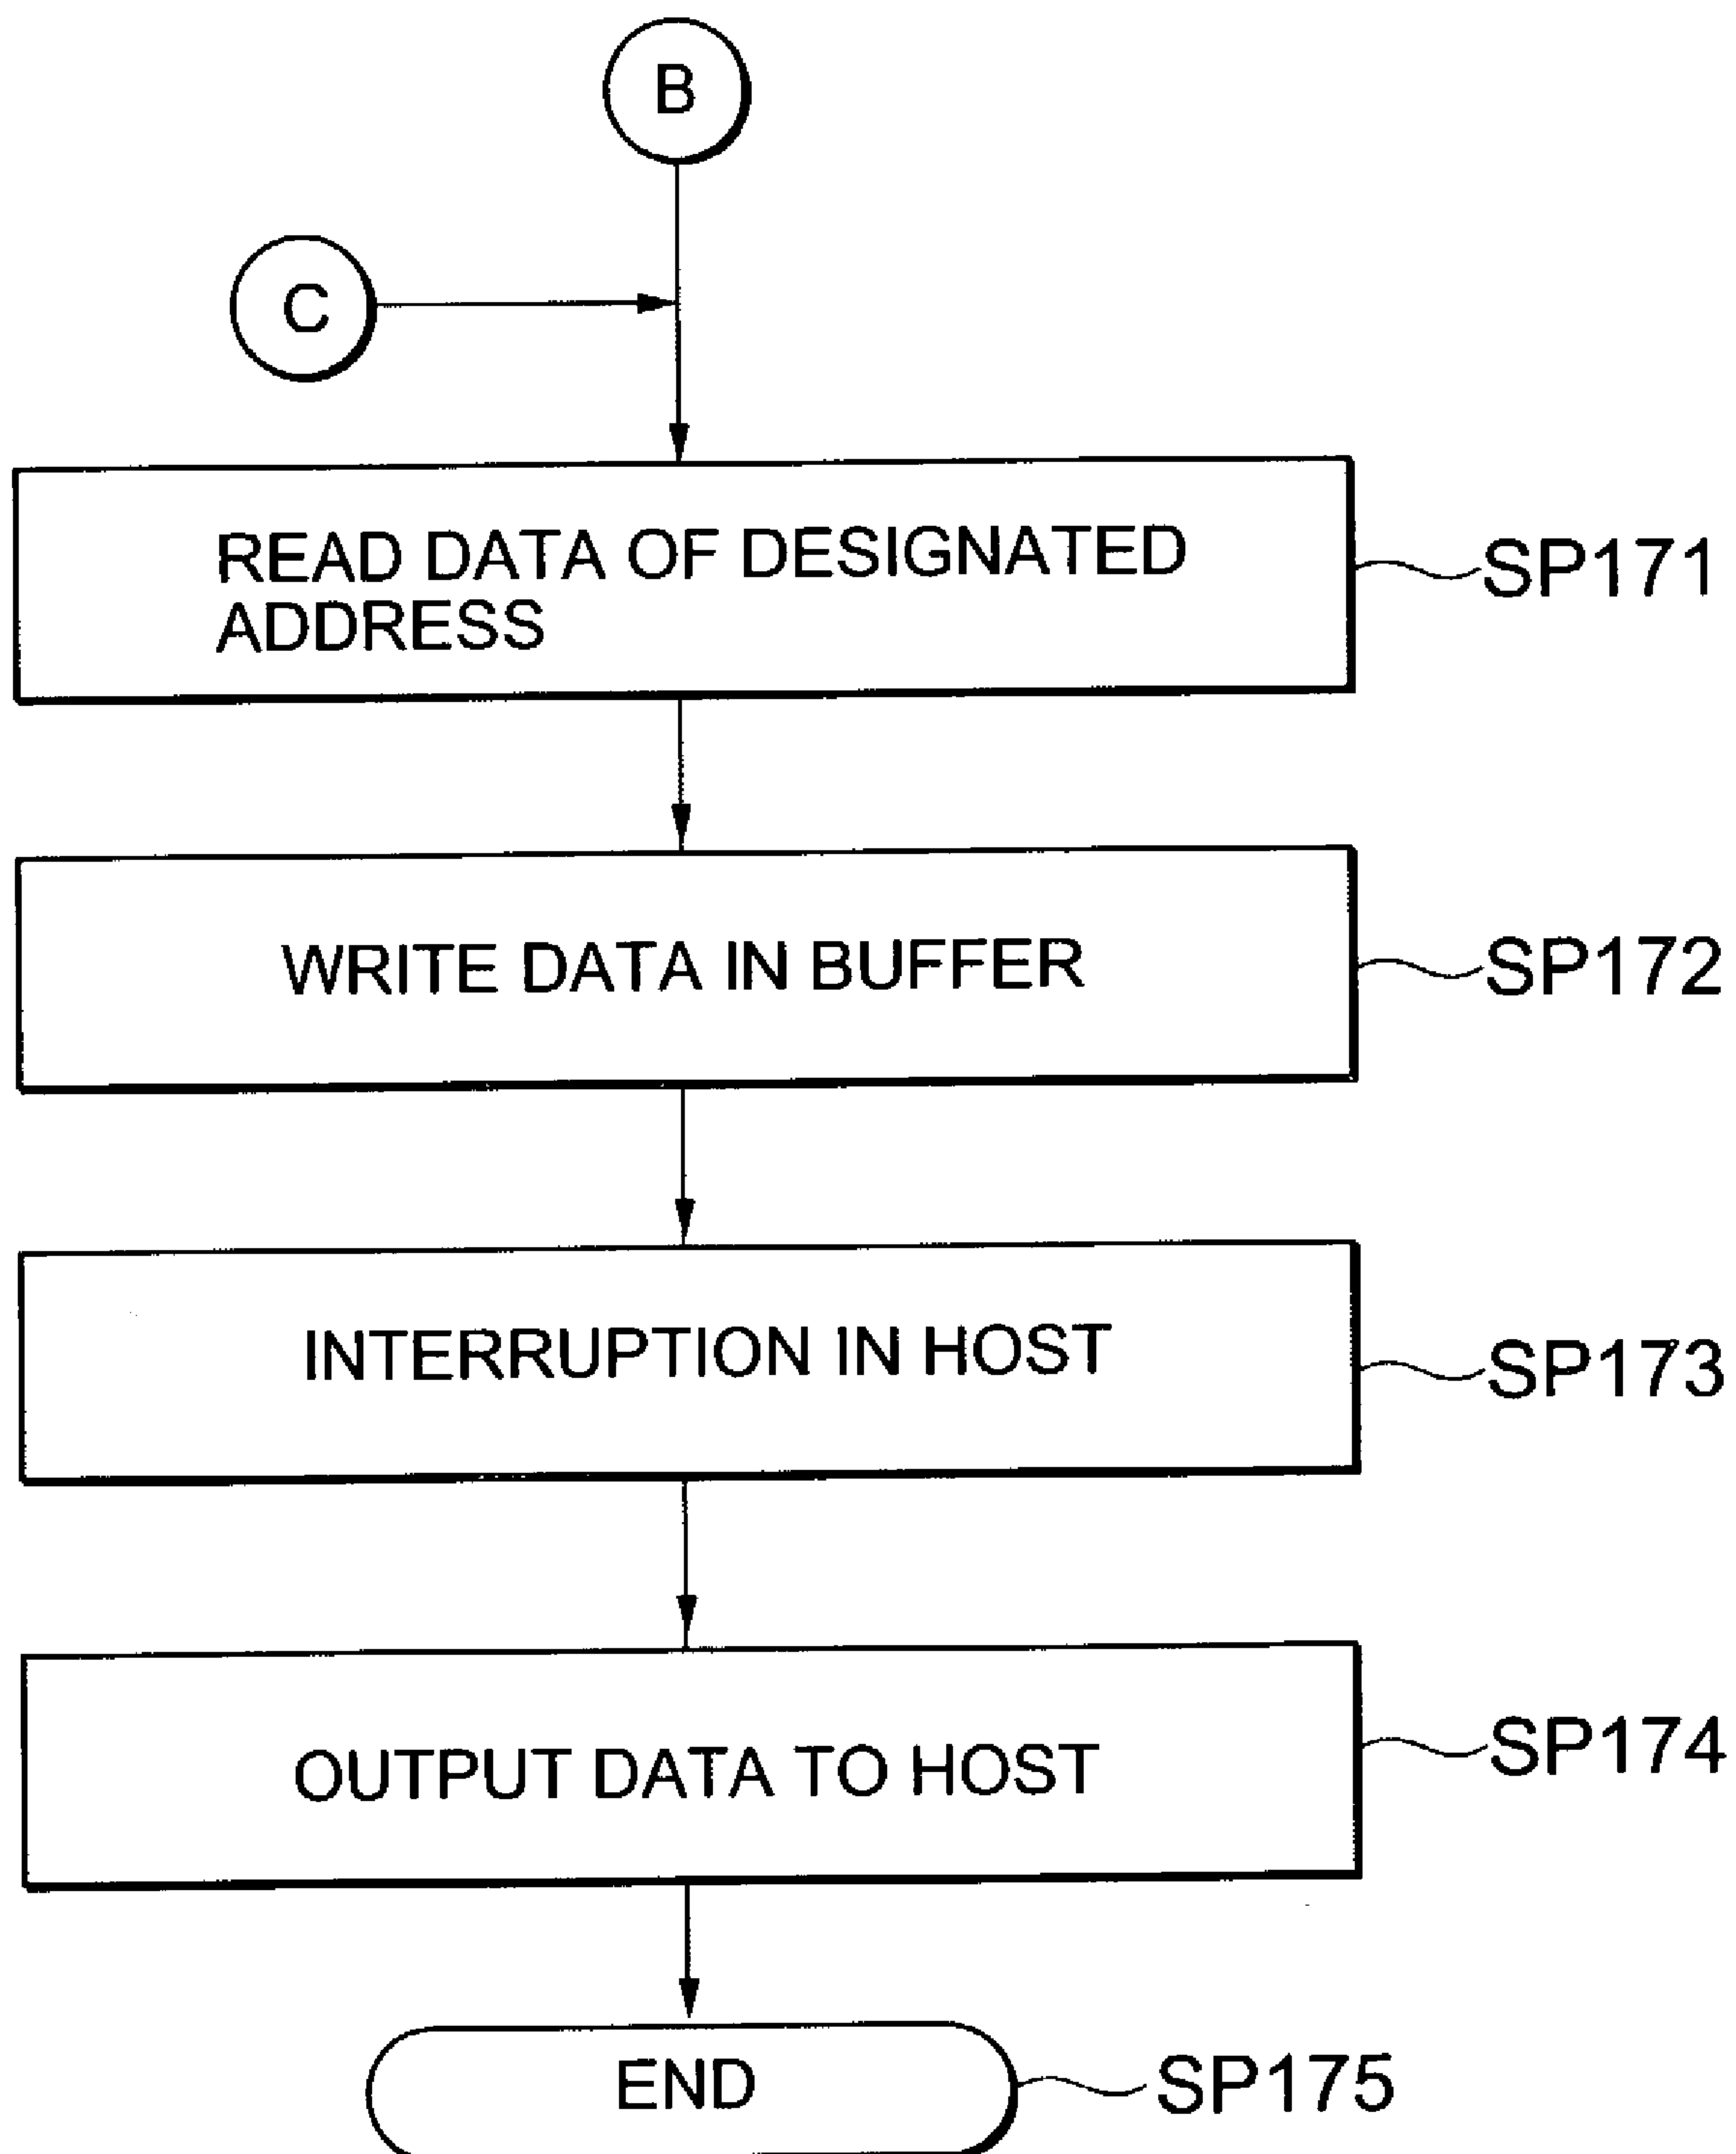 B
C
READ DATA OF DESIGNATED
ADDRESS
SP171
WRITE DATA IN BUFFER
SP172
INTERRUPTION IN HOST
SP173
OUTPUT DATA TO HOST
SP174
END
SP175